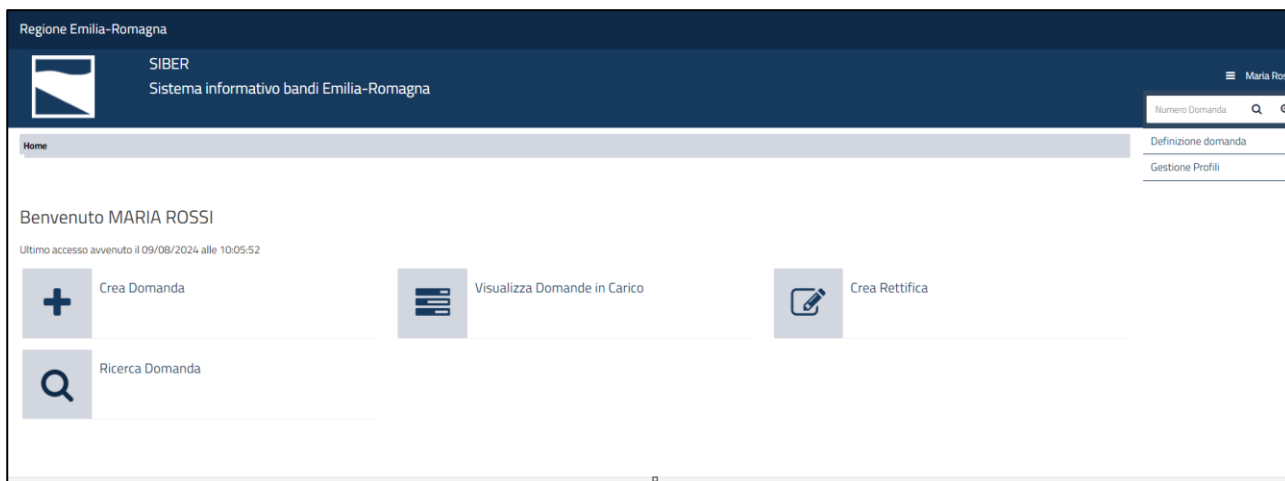 Regione Emilia-Romagna
SIBER
Sistema informativo bandi Emilia-Romagna
Maria
Numero Domanda
Home
Definizione domanda
Gestione Profili
Benvenuto MARIA ROSSI
Ultimo accesso avvenuto il 09/08/2024 alle 10:05:52
Crea Domanda
Visualizza Domande in Carico
Crea Rettifica
Ricerca Domanda